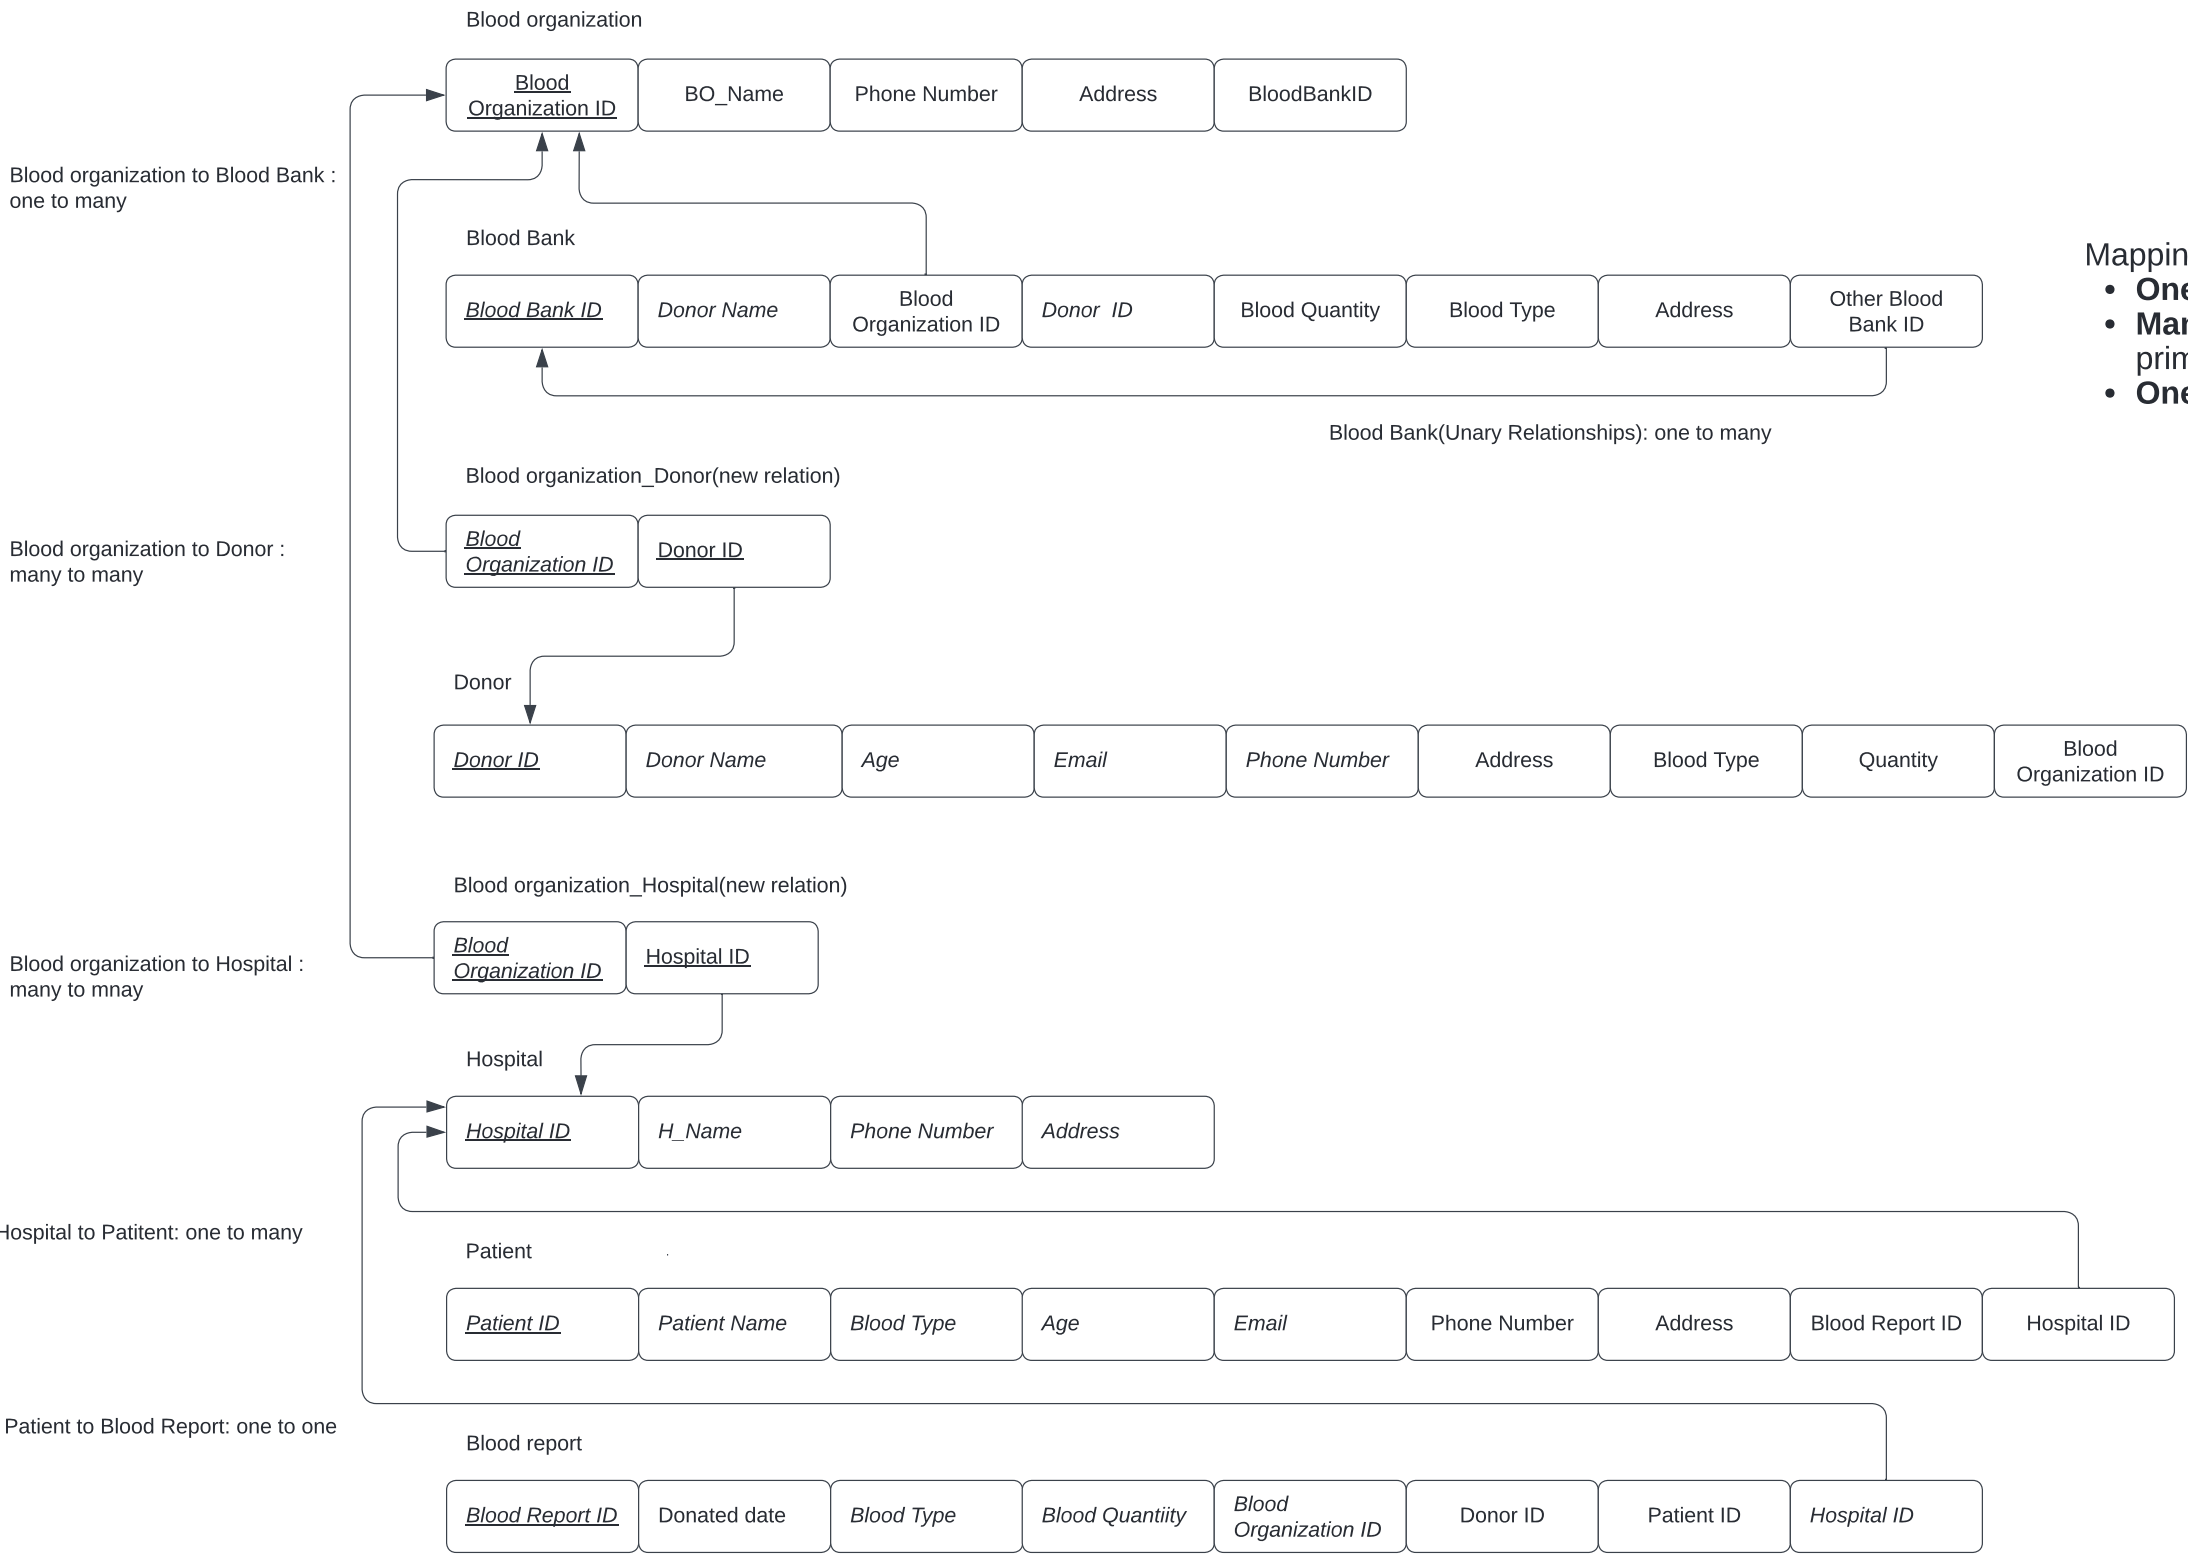 Blood organization
Blood
Organization ID
BO_Name
Phone Number
Address
BloodBankID
Blood organization to Blood Bank :
one to many
Blood Bank
Blood Bank ID
Donor Name
Blood
Organization ID
Donor  ID
Blood Quantity
Blood Type
Address
Other Blood
Bank ID
Blood Bank(Unary Relationships): one to many
•
• 
•
Blood organization_Donor(new relation)
Blood organization to Donor :
many to many
Blood
Organization ID
Donor ID
Donor
Donor ID
Donor Name
Age
Email
Phone Number
Address
Blood Type
Quantity
Blood
Organization ID
Blood organization_Hospital(new relation)
Blood organization to Hospital :
many to mnay
Blood
Organization ID
Hospital ID
Hospital
Hospital ID
H_Name
Phone Number
Address
Hospital to Patitent: one to many
Patient
.
Patient ID
Patient Name
Blood Type
Age
Email
Phone Number
Address
Blood Report ID
Hospital ID
Patient to Blood Report: one to one
Blood report
Blood Report ID
Donated date
Blood Type
Blood Quantiity
Blood
Organization ID
Donor ID
Patient ID
Hospital ID